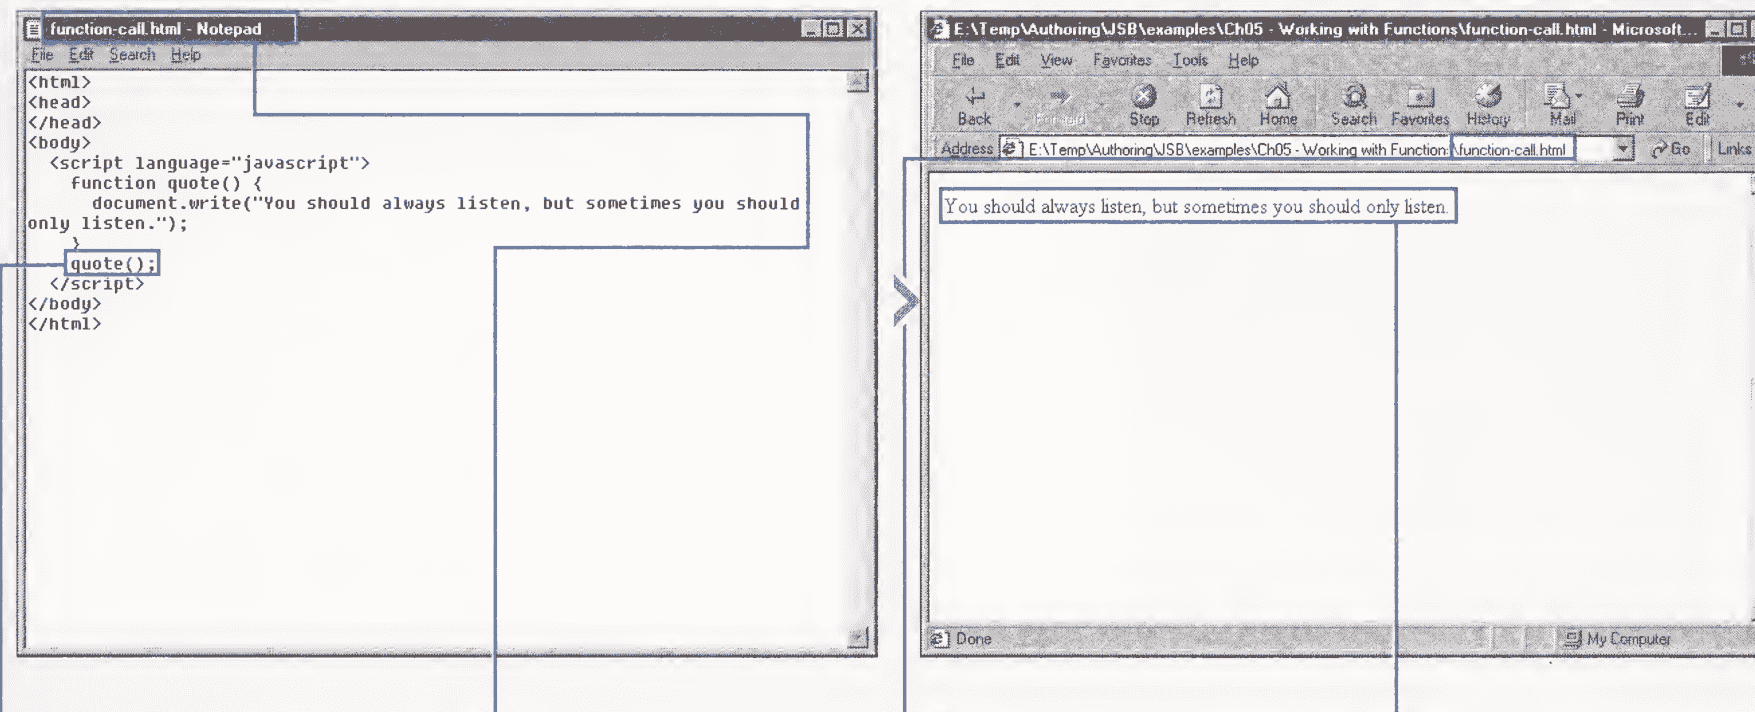 function-call.html - Notepad
File Edit Search Help
<html>
<head>
</head>
<body>
<script language="javascript">
function quote() {
document.write("You should always listen, but sometimes you should
only listen.");
}
quote();
</script>
</body>
</html>
E:\Temp\Authoring\JSB\examples\Ch05 - Working with Functions\function-call.html - Microsoft...
File Edit View Favorites Tools Help
Back Forward Stop Refresh Home Search Favorites History Mail Print Edit
Address E:\Temp\Authoring\JSB\examples\Ch05 - Working with Function \function-call.html Go Links
You should always listen, but sometimes you should only listen.
Done My Computer